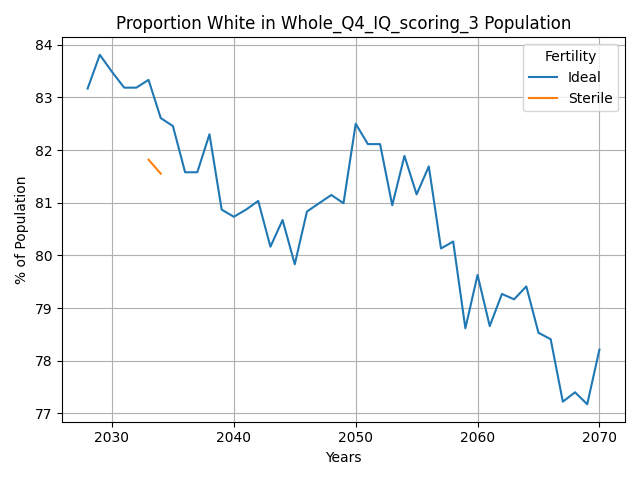 Proportion White in Whole_Q4_IQ_scoring_3 Population
% of Population
84
83
82
81
80
79
78
77
Fertility
Ideal
Sterile
2030 2040 2050 2060 2070
Years